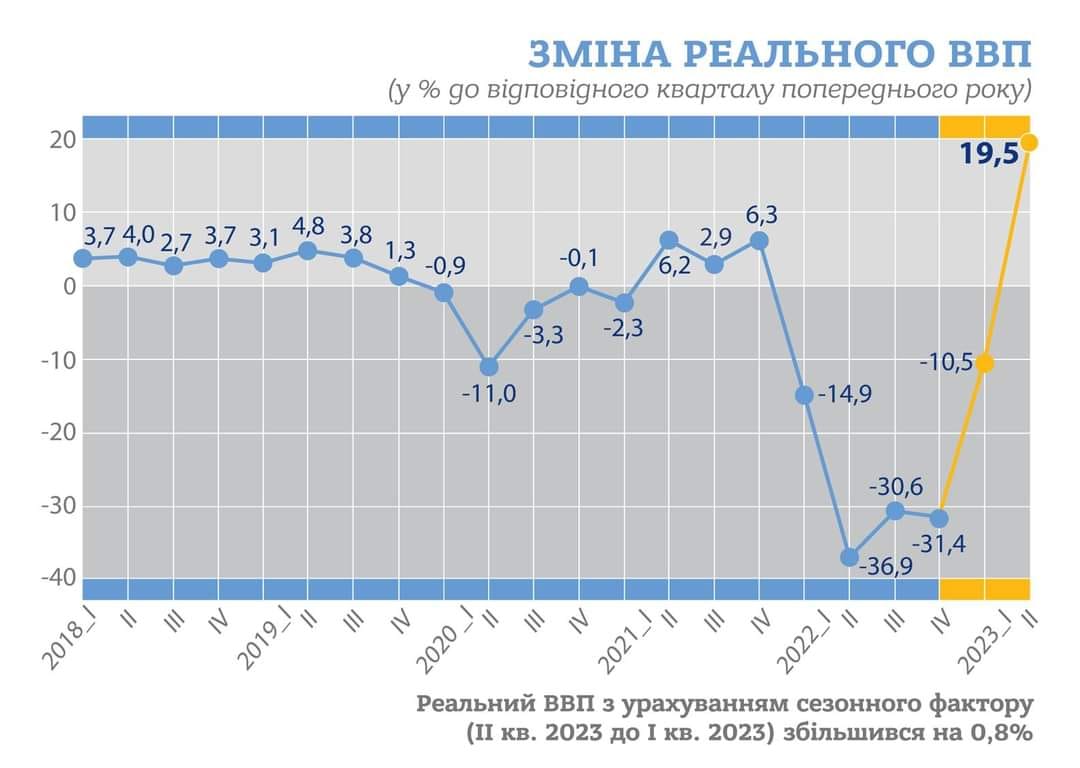 ЗМІНА РЕАЛЬНОГО ВВП
(у % до відповідного кварталу попереднього року)
20
10
0
-10
-20
-30
-40
3,7
4,0
2,7
3,7
3,1
4,8
3,8
1,3
-0,9
-11,0
-3,3
-0,1
-2,3
6,2
2,9
6,3
-14,9
-36,9
-30,6
-31,4
-10,5
19,5
2018_I
II
III
IV
2019_I
II
III
IV
2020_I
II
III
IV
2021_I
II
III
IV
2022_I
II
III
IV
2023_I
II
Реальний ВВП з урахуванням сезонного фактору
(II кв. 2023 до I кв. 2023) збільшився на 0,8%